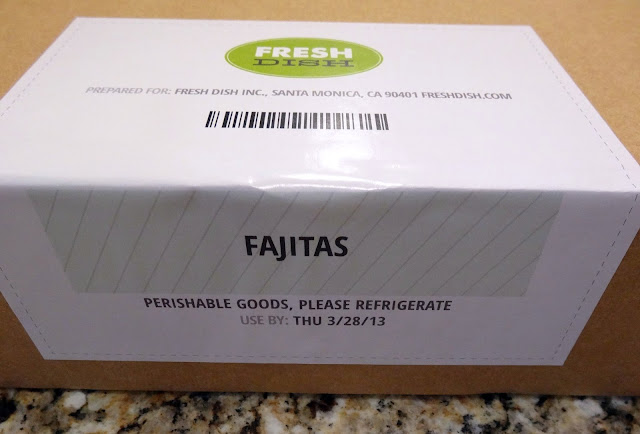 FRESH
DISH
PREPARED FOR: FRESH DISH INC., SANTA MONICA, CA 90401 FRESHDISH.COM
FAJITAS
PERISHABLE GOODS, PLEASE REFRIGERATE
USE BY: THU 3/28/13